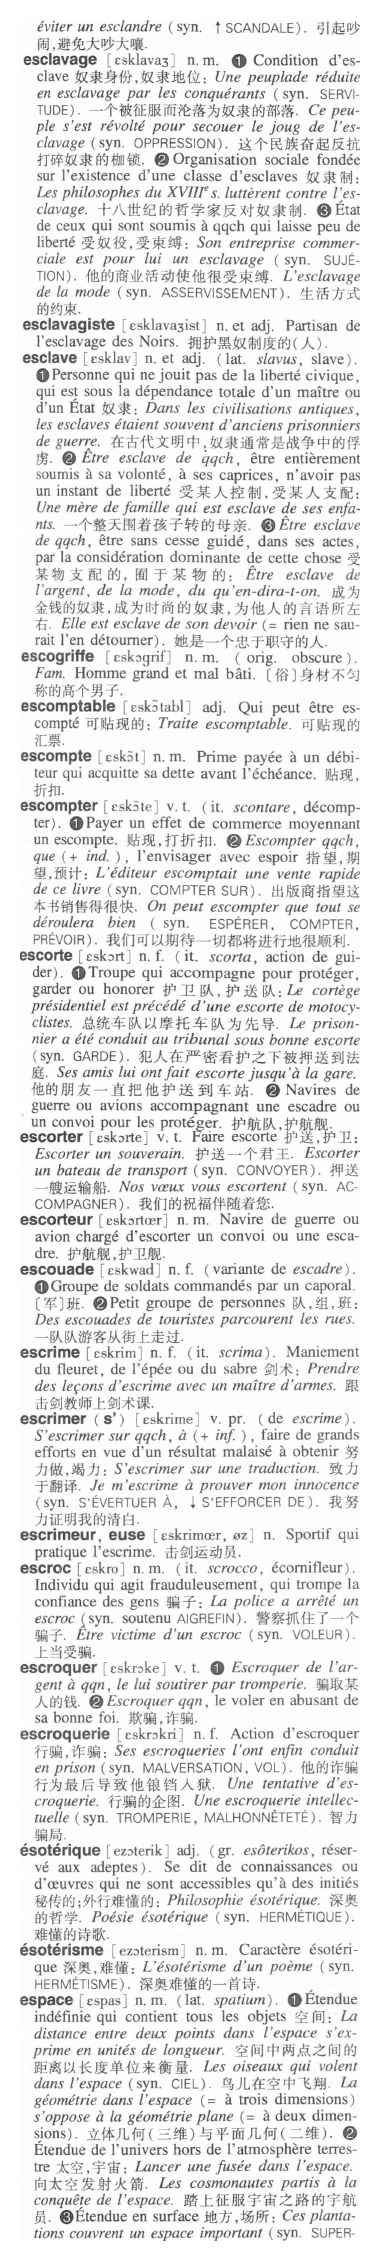 éviter un esclandre (syn. ↑ SCANDALE). 引起吵
闹,避免大吵大嚷.
esclavage [ɛsklavaʒ] n. m. ❶ Condition d'es-
clave 奴隶身份,奴隶地位: Une peuplade réduite
en esclavage par les conquérants (syn. SERVI-
TUDE). 一个被征服而沦落为奴隶的部落. Ce peu-
ple s'est révolté pour secouer le joug de l'es-
clavage (syn. OPPRESSION). 这个民族奋起反抗
打碎奴隶的枷锁. ❷ Organisation sociale fondée
sur l'existence d'une classe d'esclaves 奴隶制:
Les philosophes du XVIIIe s. luttèrent contre l'es-
clavage. 十八世纪的哲学家反对奴隶制. ❸ État
de ceux qui sont soumis à qqch qui laisse peu de
liberté 受奴役,受束缚: Son entreprise commer-
ciale est pour lui un esclavage (syn. SUJÉ-
TION). 他的商业活动使他很受束缚. L'esclavage
de la mode (syn. ASSERVISSEMENT). 生活方式
的约束.
esclavagiste [ɛsklavaʒist] n. et adj. Partisan de
l'esclavage des Noirs. 拥护黑奴制度的(人).
esclave [ɛsklav] n. et adj. (lat. slavus, slave).
❶ Personne qui ne jouit pas de la liberté civique,
qui est sous la dépendance totale d'un maître ou
d'un État 奴隶: Dans les civilisations antiques,
les esclaves étaient souvent d'anciens prisonniers
de guerre. 在古代文明中,奴隶通常是战争中的俘
虏. ❷ Être esclave de qqch, être entièrement
soumis à sa volonté, à ses caprices, n'avoir pas
un instant de liberté 受某人控制,受某人支配:
Une mère de famille qui est esclave de ses enfa-
nts. 一个整天围着孩子转的母亲. ❸ Être esclave
de qqch, être sans cesse guidé, dans ses actes,
par la considération dominante de cette chose 受
某物支配的, 囿于某物的: Être esclave de
l'argent, de la mode, du qu'en-dira-t-on. 成为
金钱的奴隶,成为时尚的奴隶,为他人的言语所左
右. Elle est esclave de son devoir (= rien ne sau-
rait l'en détourner). 她是一个忠于职守的人.
escogriffe [ɛskɔgrif] n. m. (orig. obscure).
Fam. Homme grand et mal bâti. 〔俗〕身材不匀
称的高个男子.
escomptable [ɛskɔ̃tabl] adj. Qui peut être es-
compté 可贴现的: Traite escomptable. 可贴现的
汇票.
escompte [ɛskɔ̃t] n. m. Prime payée à un débi-
teur qui acquitte sa dette avant l'échéance. 贴现,
折扣.
escompter [ɛskɔ̃te] v. t. (it. scontare, décomp-
ter). ❶ Payer un effet de commerce moyennant
un escompte. 贴现,打折扣. ❷ Escompter qqch,
que (+ ind.), l'envisager avec espoir 指望,期
望,预计: L'éditeur escomptait une vente rapide
de ce livre (syn. COMPTER SUR). 出版商指望这
本书销售得很快. On peut escompter que tout se
déroulera bien (syn. ESPÉRER, COMPTER,
PRÉVOIR). 我们可以期待一切都将进行地很顺利.
escorte [ɛskɔrt] n. f. (it. scorta, action de gui-
der). ❶ Troupe qui accompagne pour protéger,
garder ou honorer 护卫队,护送队: Le cortège
présidentiel est précédé d'une escorte de motocy-
clistes. 总统车队以摩托车队为先导. Le prison-
nier a été conduit au tribunal sous bonne escorte
(syn. GARDE). 犯人在严密看护之下被押送到法
庭. Ses amis lui ont fait escorte jusqu'à la gare.
他的朋友一直把他护送到车站. ❷ Navires de
guerre ou avions accompagnant une escadre ou
un convoi pour les protéger. 护航队,护航舰.
escorter [ɛskɔrte] v. t. Faire escorte 护送,护卫:
Escorter un souverain. 护送一个君王. Escorter
un bateau de transport (syn. CONVOYER). 押送
一艘运输船. Nos vœux vous escortent (syn. AC-
COMPAGNER). 我们的祝福伴随着您.
escorteur [ɛskɔrtœr] n. m. Navire de guerre ou
avion chargé d'escorter un convoi ou une esca-
dre. 护航舰,护卫舰.
escouade [ɛskwad] n. f. (variante de escadre).
❶ Groupe de soldats commandés par un caporal.
〔军〕班. ❷ Petit groupe de personnes 队,组,班:
Des escouades de touristes parcourent les rues.
一队队游客从街上走过.
escrime [ɛskrim] n. f. (it. scrima). Maniement
du fleuret, de l'épée ou du sabre 剑术: Prendre
des leçons d'escrime avec un maître d'armes. 跟
击剑教师上剑术课.
escrimer (s') [ɛskrime] v. pr. (de escrime).
S'escrimer sur qqch, à (+ inf.), faire de grands
efforts en vue d'un résultat malaisé à obtenir 努
力做,竭力: S'escrimer sur une traduction. 致力
于翻译. Je m'escrime à prouver mon innocence
(syn. S'ÉVERTUER À, ↓ S'EFFORCER DE). 我努
力证明我的清白.
escrimeur, euse [ɛskrimœr, øz] n. Sportif qui
pratique l'escrime. 击剑运动员.
escroc [ɛskro] n. m. (it. scrocco, écornifleur).
Individu qui agit frauduleusement, qui trompe la
confiance des gens 骗子: La police a arrêté un
escroc (syn. soutenu AIGREFIN). 警察抓住了一个
骗子. Être victime d'un escroc (syn. VOLEUR).
上当受骗.
escroquer [ɛskrɔke] v. t. ❶ Escroquer de l'ar-
gent à qqn, le lui soutirer par tromperie. 骗取某
人的钱. ❷ Escroquer qqn, le voler en abusant de
sa bonne foi. 欺骗,诈骗.
escroquerie [ɛskrɔkri] n. f. Action d'escroquer
行骗,诈骗: Ses escroqueries l'ont enfin conduit
en prison (syn. MALVERSATION, VOL). 他的诈骗
行为最后导致他锒铛入狱. Une tentative d'es-
croquerie. 行骗的企图. Une escroquerie intellec-
tuelle (syn. TROMPERIE, MALHONNÊTETÉ). 智力
骗局.
ésotérique [ezɔterik] adj. (gr. esôterikos, réser-
vé aux adeptes). Se dit de connaissances ou
d'œuvres qui ne sont accessibles qu'à des initiés
秘传的;外行难懂的: Philosophie ésotérique. 深奥
的哲学. Poésie ésotérique (syn. HERMÉTIQUE).
难懂的诗歌.
ésotérisme [ezɔterism] n. m. Caractère ésotéri-
que 深奥,难懂: L'ésotérisme d'un poème (syn.
HERMÉTISME). 深奥难懂的一首诗.
espace [ɛspas] n. m. (lat. spatium). ❶ Étendue
indéfinie qui contient tous les objets 空间: La
distance entre deux points dans l'espace s'ex-
prime en unités de longueur. 空间中两点之间的
距离以长度单位来衡量. Les oiseaux qui volent
dans l'espace (syn. CIEL). 鸟儿在空中飞翔. La
géométrie dans l'espace (= à trois dimensions)
s'oppose à la géométrie plane (= à deux dimen-
sions). 立体几何(三维)与平面几何(二维). ❷
Étendue de l'univers hors de l'atmosphère terres-
tre 太空,宇宙: Lancer une fusée dans l'espace.
向太空发射火箭. Les cosmonautes partis à la
conquête de l'espace. 踏上征服宇宙之路的宇航
员. ❸ Étendue en surface 地方,场所: Ces planta-
tions couvrent un espace important (syn. SUPER-